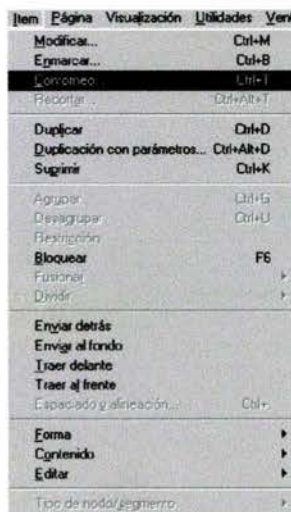 Item Página Visualización Utilidades
Modificar... Ctrl+M
Enmarcar... Ctrl+B
Contorneo... Ctrl+T
Recortar... Ctrl+Alt+T
Duplicar Ctrl+D
Duplicación con parámetros... Ctrl+Alt+D
Suprimir Ctrl+K
Agrupar Ctrl+G
Desagrupar Ctrl+U
Restricción
Bloquear F6
Fusionar
Dividir
Enviar detrás
Enviar al fondo
Traer delante
Traer al frente
Espaciado y alineación... Ctrl+,
Forma
Contenido
Editar
Tipo de nodo/segmento